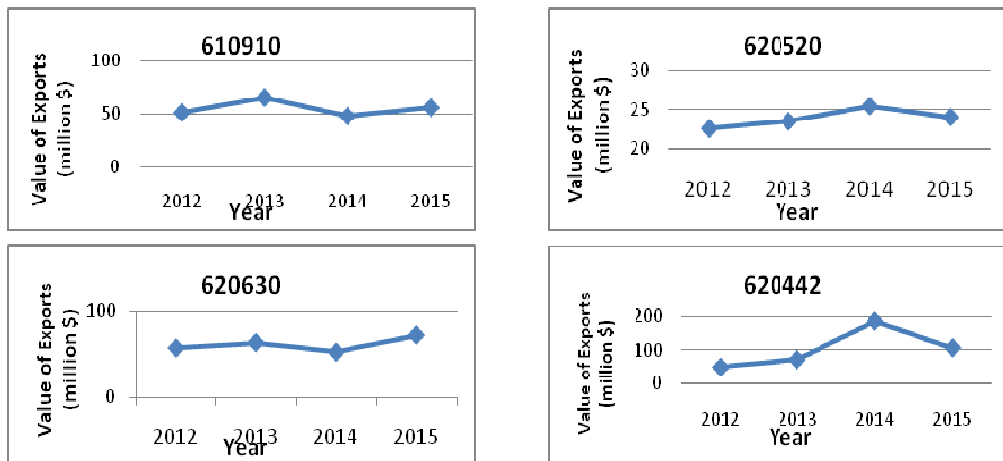 610910
Value of Exports
(million $)
100
50
0
2012 2013 2014 2015
Year
620520
Value of Exports
(million $)
30
25
20
2012 2013 2014 2015
Year
620630
Value of Exports
(million $)
100
0
2012 2013 2014 2015
Year
620442
Value of Exports
(million $)
200
100
0
2012 2013 2014 2015
Year